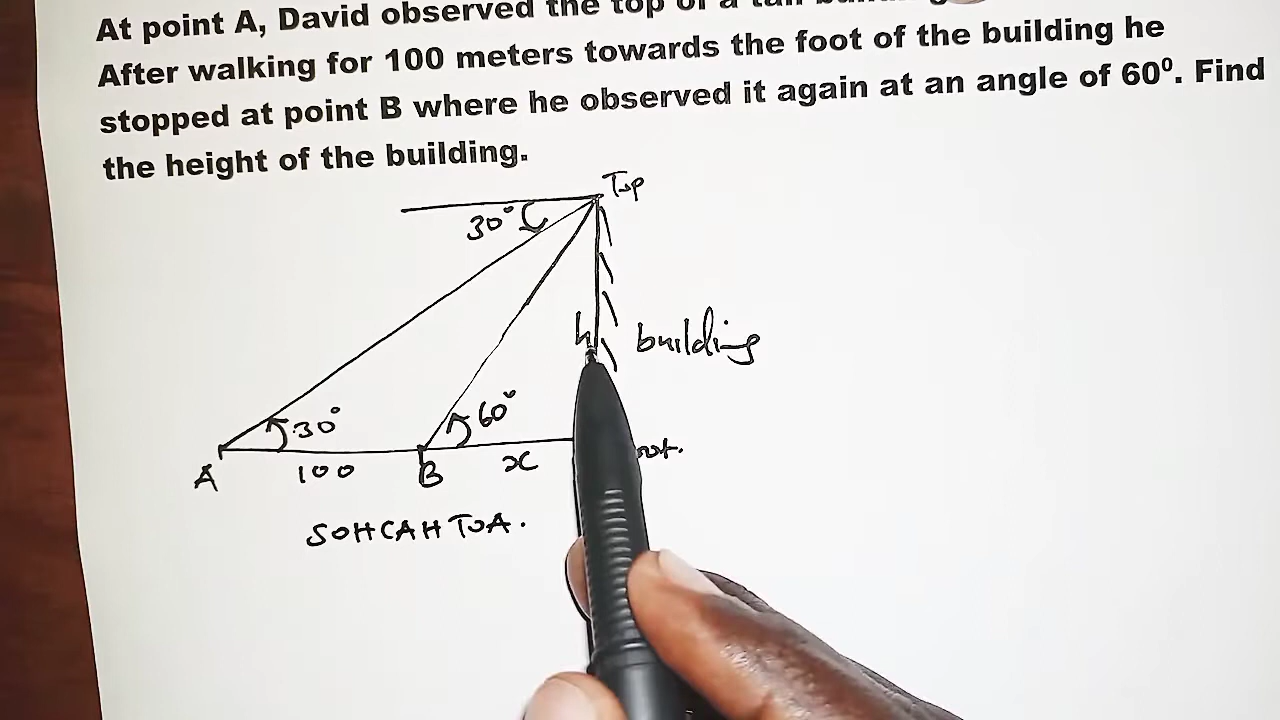 At point A, David observed the top of a tall building
After walking for 100 meters towards the foot of the building he
stopped at point B where he observed it again at an angle of 60⁰. Find
the height of the building.
Top
30°
h building
30° 60°
A 100 B x
SOHCAHTOA.